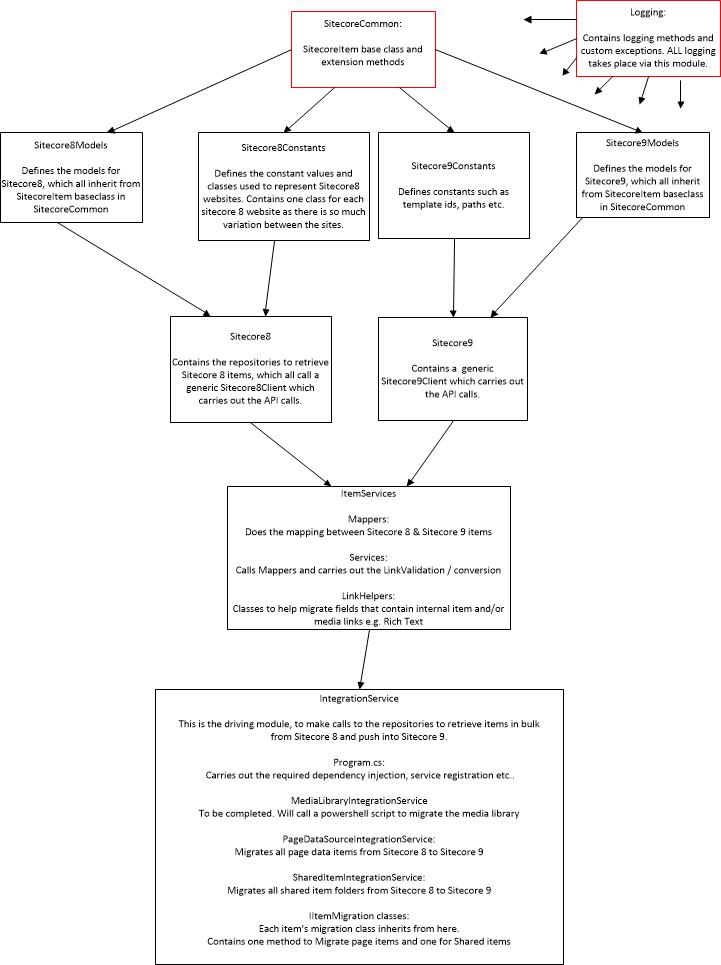 SitecoreCommon:
SitecoreItem base class and
extension methods
Logging:
Contains logging methods and
custom exceptions. ALL logging
takes place via this module.
Sitecore8Models
Defines the models for
Sitecore8, which all inherit from
SitecoreItem baseclass in
SitecoreCommon
Sitecore8Constants
Defines the constant values and
classes used to represent Sitecore8
websites. Contains one class for each
sitecore 8 website as there is so much
variation between the sites.
Sitecore9Constants
Defines constants such as
template ids, paths etc.
Sitecore9Models
Defines the models for
Sitecore9, which all inherit
from SitecoreItem baseclass
in SitecoreCommon
Sitecore8
Contains the repositories to retrieve
Sitecore 8 items, which all call a
generic Sitecore8Client which
carries out the API calls.
Sitecore9
Contains a generic
Sitecore9Client which carries out
the API calls.
ItemServices
Mappers:
Does the mapping between Sitecore 8 & Sitecore 9 items
Services:
Calls Mappers and carries out the LinkValidation / conversion
LinkHelpers:
Classes to help migrate fields that contain internal item and/or
media links e.g. Rich Text
IntegrationService
This is the driving module, to make calls to the repositories to retrieve items in bulk
from Sitecore 8 and push into Sitecore 9.
Program.cs:
Carries out the required dependency injection, service registration etc..
MediaLibraryIntegrationService
To be completed. Will call a powershell script to migrate the media library
PageDataSourceIntegrationService:
Migrates all page data items from Sitecore 8 to Sitecore 9
SharedItemIntegrationService:
Migrates all shared item folders from Sitecore 8 to Sitecore 9
IItemMigration classes:
Each item's migration class inherits from here.
Contains one method to Migrate page items and one for Shared items